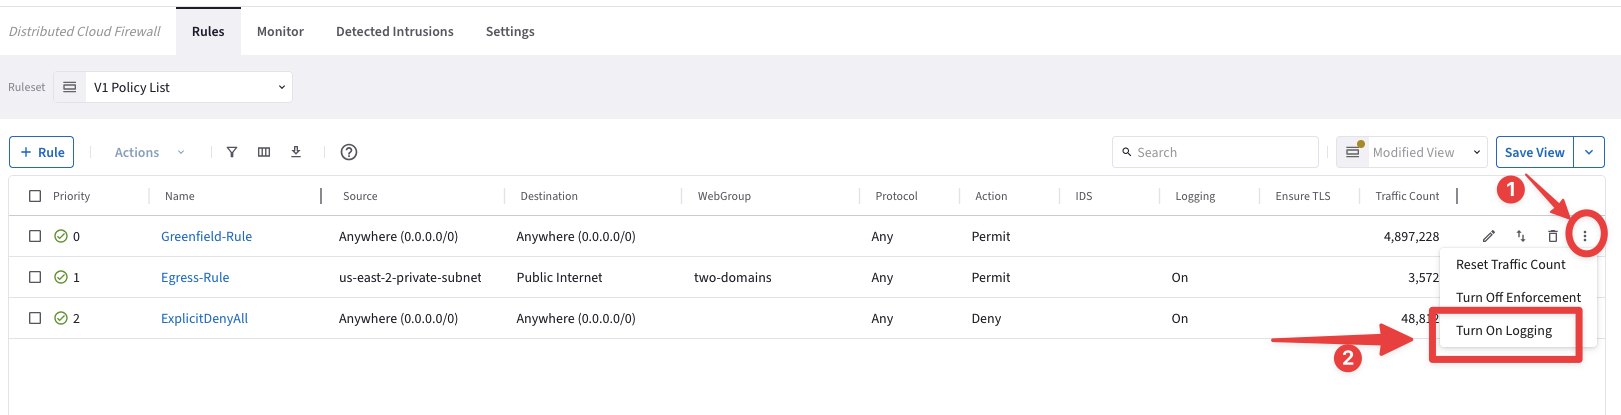 Distributed Cloud Firewall Rules Monitor Detected Intrusions Settings
Ruleset V1 Policy List
+ Rule Actions ? Search Modified View Save View
1
Priority Name Source Destination WebGroup Protocol Action IDS Logging Ensure TLS Traffic Count
0 Greenfield-Rule Anywhere (0.0.0.0/0) Anywhere (0.0.0.0/0) Any Permit 4,897,228
Reset Traffic Count
1 Egress-Rule us-east-2-private-subnet Public Internet two-domains Any Permit On 3,572
Turn Off Enforcement
2 ExplicitDenyAll Anywhere (0.0.0.0/0) Anywhere (0.0.0.0/0) Any Deny On 48,812
Turn On Logging
2